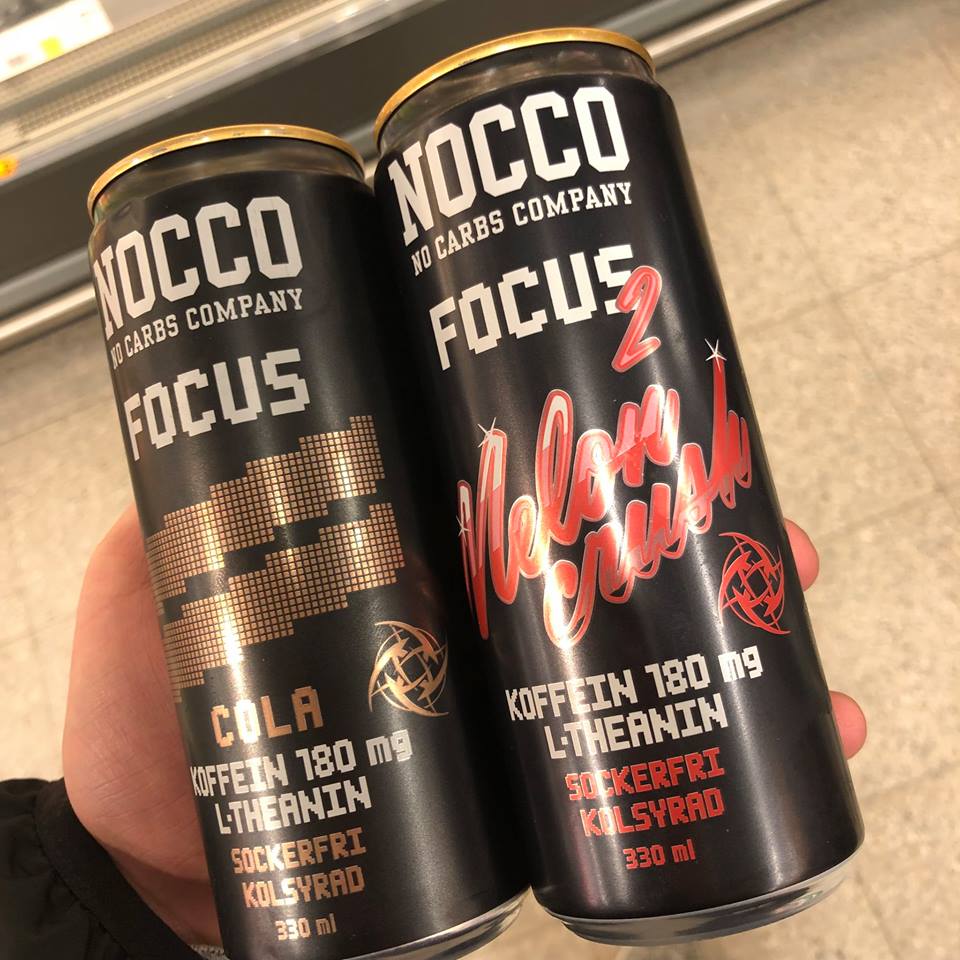 NOCCO
NO CARBS COMPANY
FOCUS
COLA
KOFFEIN 180 mg
L-THEANIN
SOCKERFRI
KOLSYRAD
330 ml
NOCCO
NO CARBS COMPANY
FOCUS 2
Melon
crush
KOFFEIN 180 mg
L-THEANIN
SOCKERFRI
KOLSYRAD
330 ml